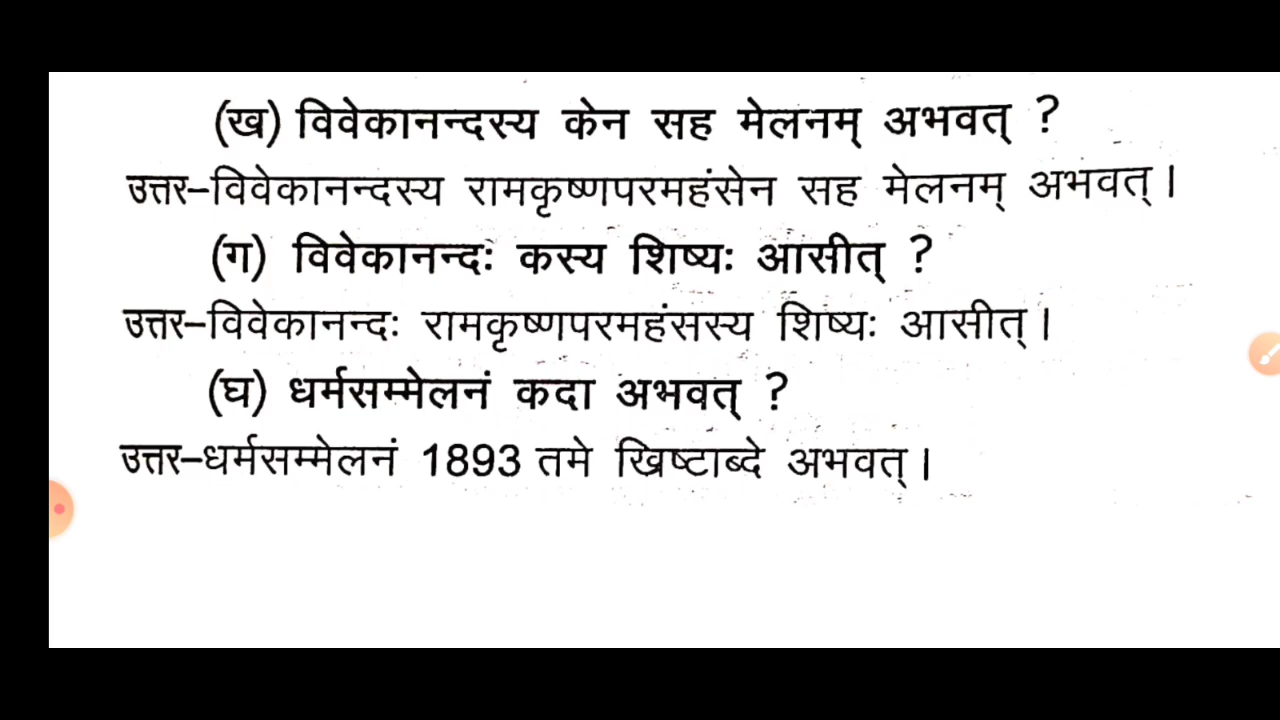 (ख) विवेकानन्दस्य केन सह मेलनम् अभवत् ?
उत्तर–विवेकानन्दस्य रामकृष्णपरमहंसेन सह मेलनम् अभवत्।
(ग) विवेकानन्दः कस्य शिष्यः आसीत् ?
उत्तर–विवेकानन्दः रामकृष्णपरमहंसस्य शिष्यः आसीत्।
(घ) धर्मसम्मेलनं कदा अभवत् ?
उत्तर–धर्मसम्मेलनं 1893 तमे ख्रिष्टाब्दे अभवत्।